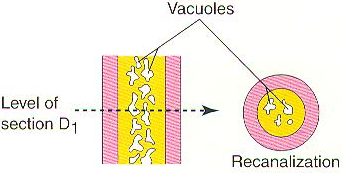 Vacuoles
Level of
section D1
Recanalization